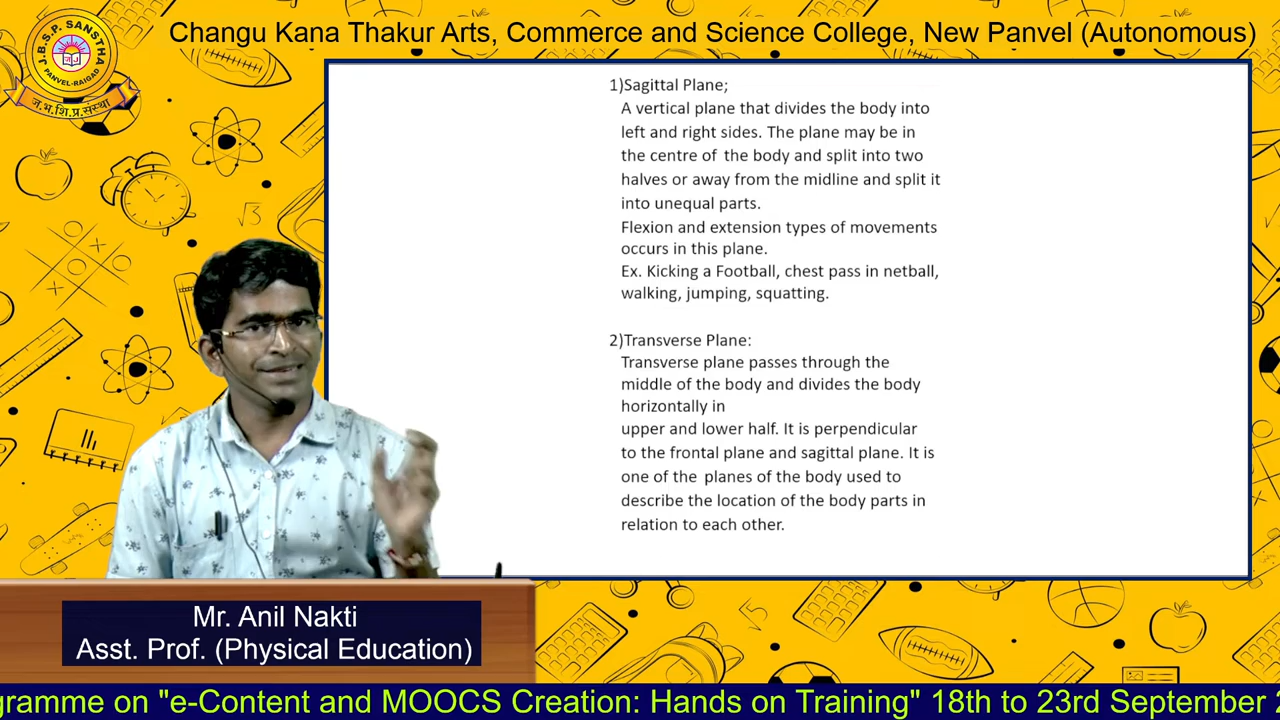 Changu Kana Thakur Arts, Commerce and Science College, New Panvel (Autonomous)
J.B.S.P. SANSTHA
PANVEL-RAIGAD
ज.भ.शि.प्र.संस्था
1)Sagittal Plane;
A vertical plane that divides the body into
left and right sides. The plane may be in
the centre of the body and split into two
halves or away from the midline and split it
into unequal parts.
Flexion and extension types of movements
occurs in this plane.
Ex. Kicking a Football, chest pass in netball,
walking, jumping, squatting.
2)Transverse Plane:
Transverse plane passes through the
middle of the body and divides the body
horizontally in
upper and lower half. It is perpendicular
to the frontal plane and sagittal plane. It is
one of the planes of the body used to
describe the location of the body parts in
relation to each other.
√3
Mr. Anil Nakti
Asst. Prof. (Physical Education)
gramme on "e-Content and MOOCS Creation: Hands on Training" 18th to 23rd September 2